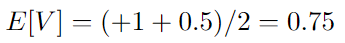 E[V] = (+1 + 0.5)/2 = 0.75